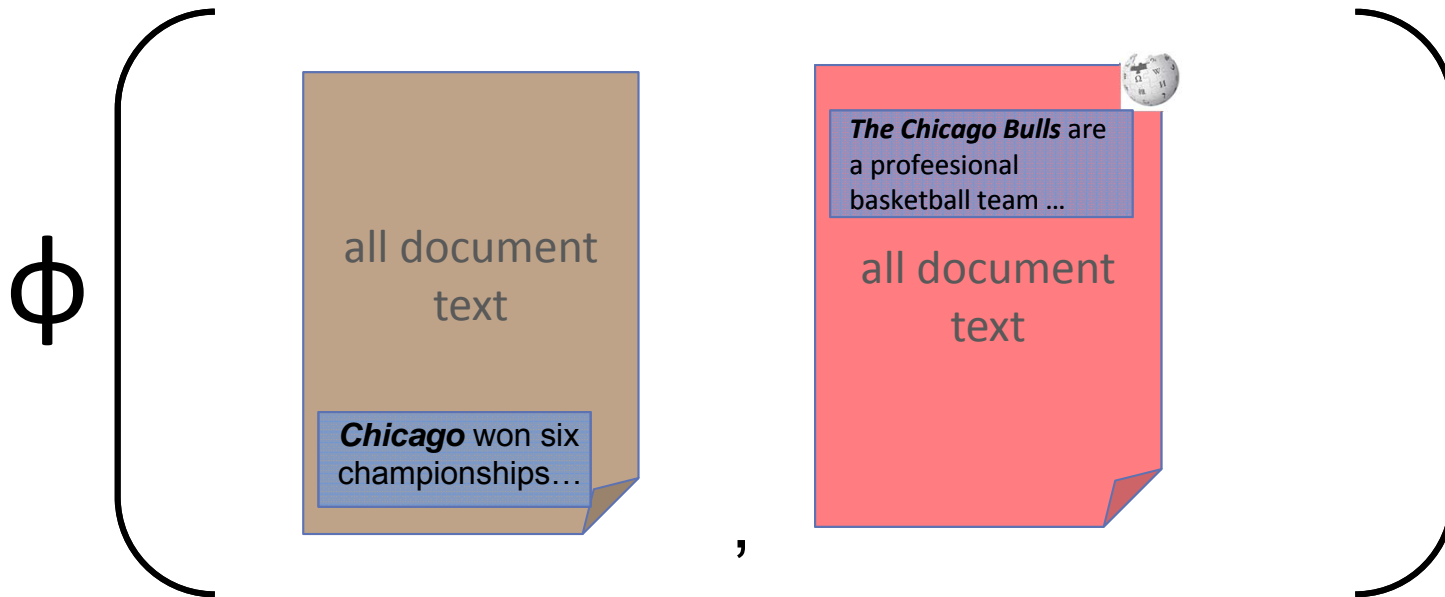 ϕ
all document
text
Chicago won six
championships…
,
The Chicago Bulls are
a profeesional
basketball team …
all document
text